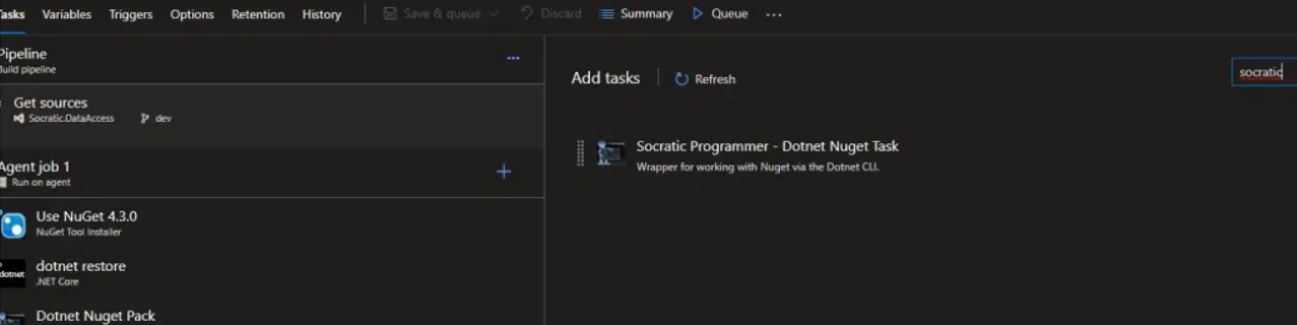 Tasks Variables Triggers Options Retention History Save & queue Discard Summary Queue ...
Pipeline
Build pipeline
...
Add tasks Refresh
socratic
Get sources
Socratic.DataAccess dev
Socratic Programmer - Dotnet Nuget Task
Wrapper for working with Nuget via the Dotnet CLI.
Agent job 1
Run on agent
Use NuGet 4.3.0
NuGet Tool Installer
dotnet
dotnet restore
.NET Core
Dotnet Nuget Pack